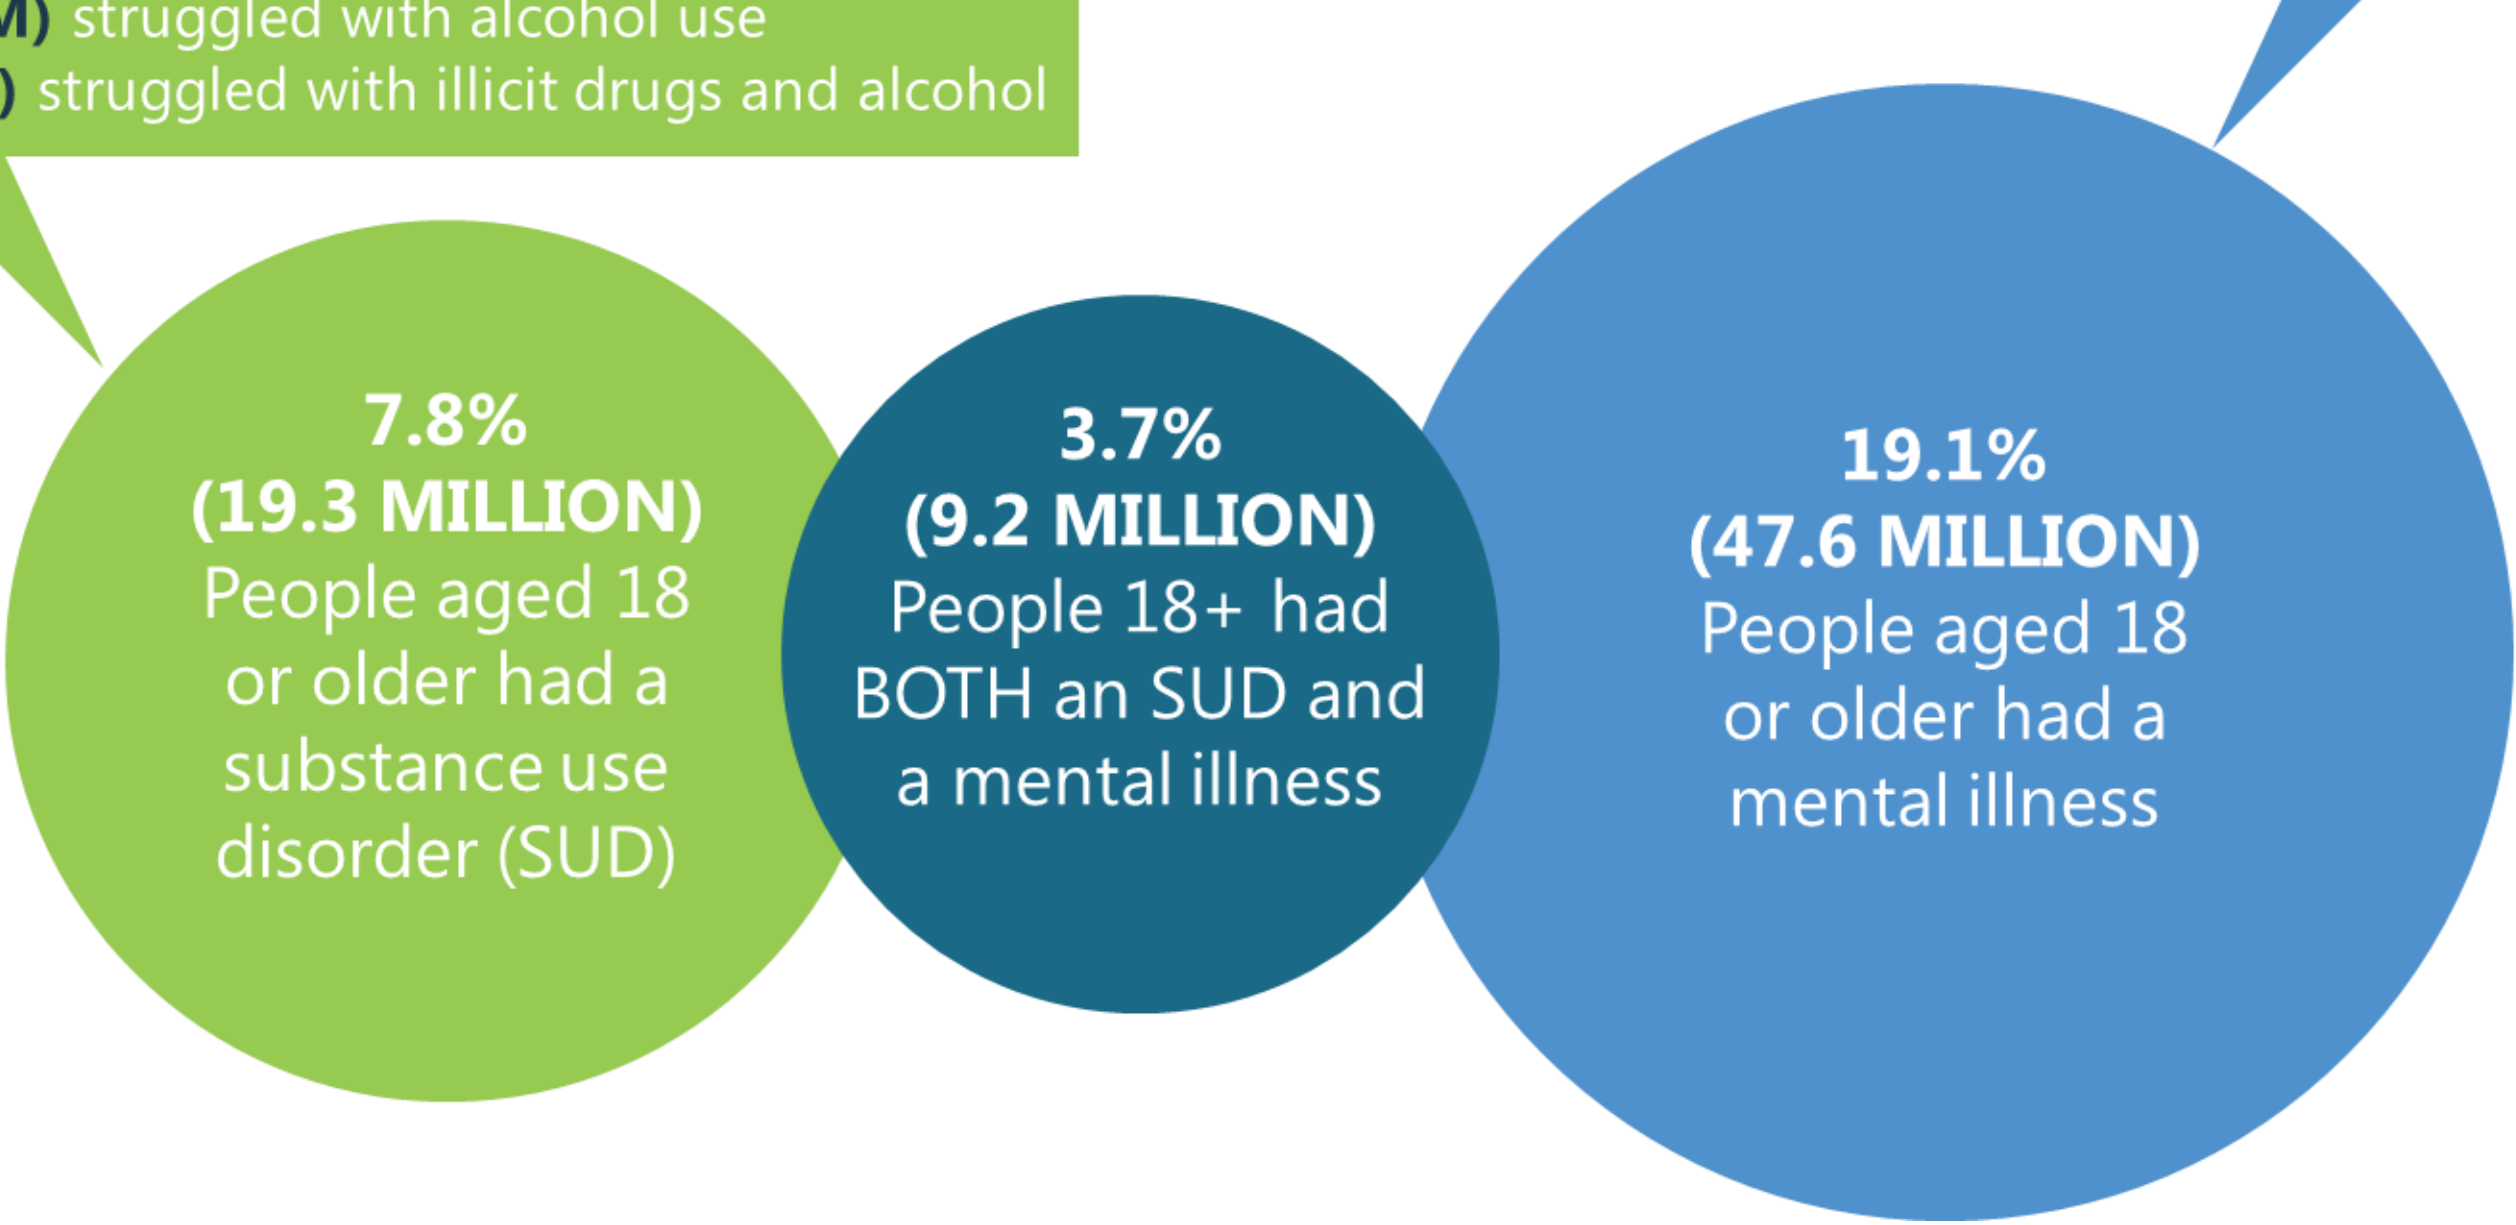 M) struggled with alcohol use
) struggled with illicit drugs and alcohol
7.8%
(19.3 MILLION)
People aged 18
or older had a
substance use
disorder (SUD)
3.7%
(9.2 MILLION)
People 18+ had
BOTH an SUD and
a mental illness
19.1%
(47.6 MILLION)
People aged 18
or older had a
mental illness